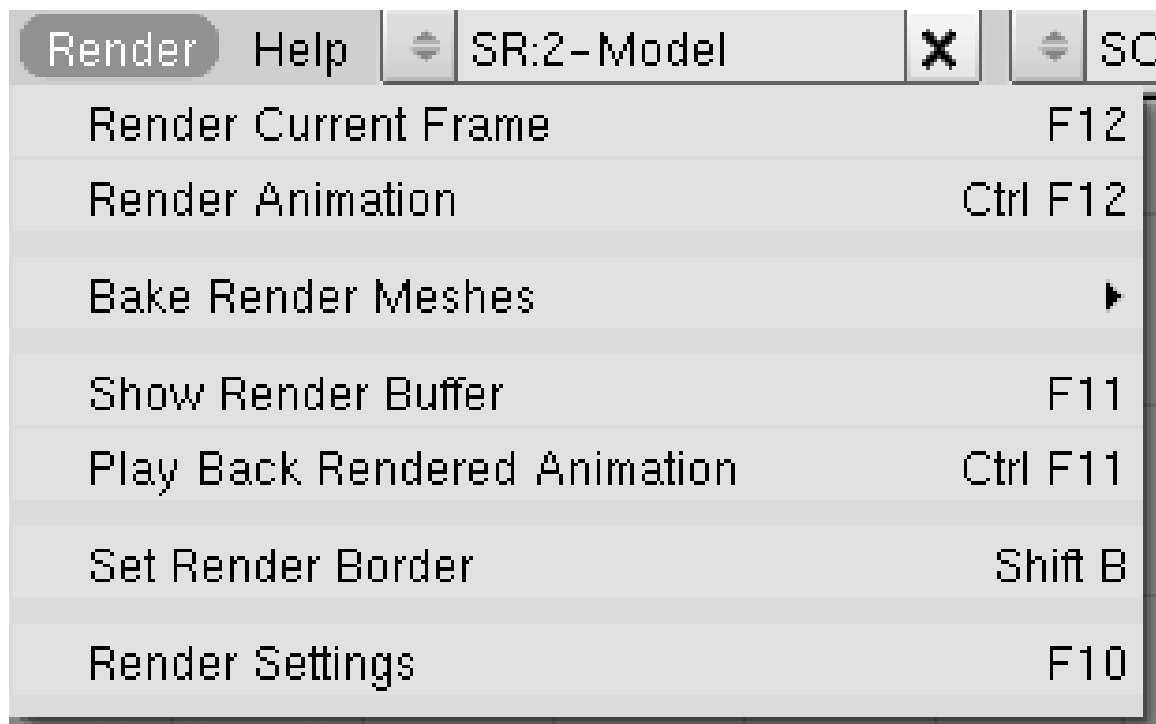 Render Help SR:2-Model SC
Render Current Frame F12
Render Animation Ctrl F12
Bake Render Meshes
Show Render Buffer F11
Play Back Rendered Animation Ctrl F11
Set Render Border Shift B
Render Settings F10